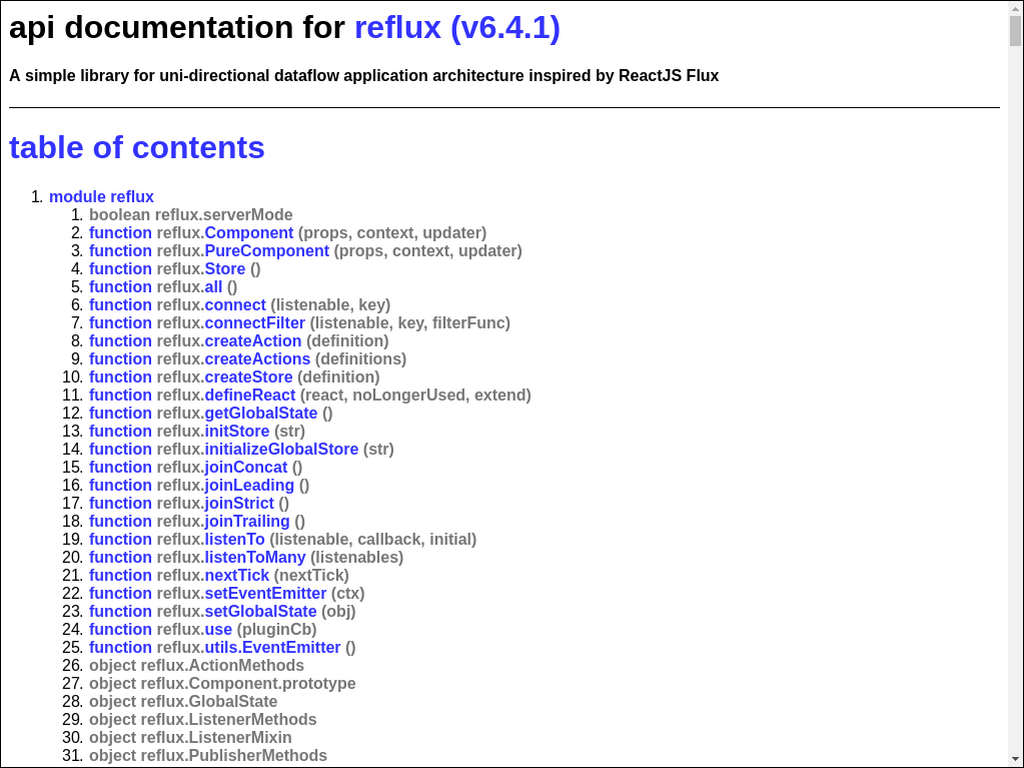 api documentation for reflux (v6.4.1)
A simple library for uni-directional dataflow application architecture inspired by ReactJS Flux
table of contents
1. module reflux
1. boolean reflux.serverMode
2. function reflux.Component (props, context, updater)
3. function reflux.PureComponent (props, context, updater)
4. function reflux.Store ()
5. function reflux.all ()
6. function reflux.connect (listenable, key)
7. function reflux.connectFilter (listenable, key, filterFunc)
8. function reflux.createAction (definition)
9. function reflux.createActions (definitions)
10. function reflux.createStore (definition)
11. function reflux.defineReact (react, noLongerUsed, extend)
12. function reflux.getGlobalState ()
13. function reflux.initStore (str)
14. function reflux.initializeGlobalStore (str)
15. function reflux.joinConcat ()
16. function reflux.joinLeading ()
17. function reflux.joinStrict ()
18. function reflux.joinTrailing ()
19. function reflux.listenTo (listenable, callback, initial)
20. function reflux.listenToMany (listenables)
21. function reflux.nextTick (nextTick)
22. function reflux.setEventEmitter (ctx)
23. function reflux.setGlobalState (obj)
24. function reflux.use (pluginCb)
25. function reflux.utils.EventEmitter ()
26. object reflux.ActionMethods
27. object reflux.Component.prototype
28. object reflux.GlobalState
29. object reflux.ListenerMethods
30. object reflux.ListenerMixin
31. object reflux.PublisherMethods